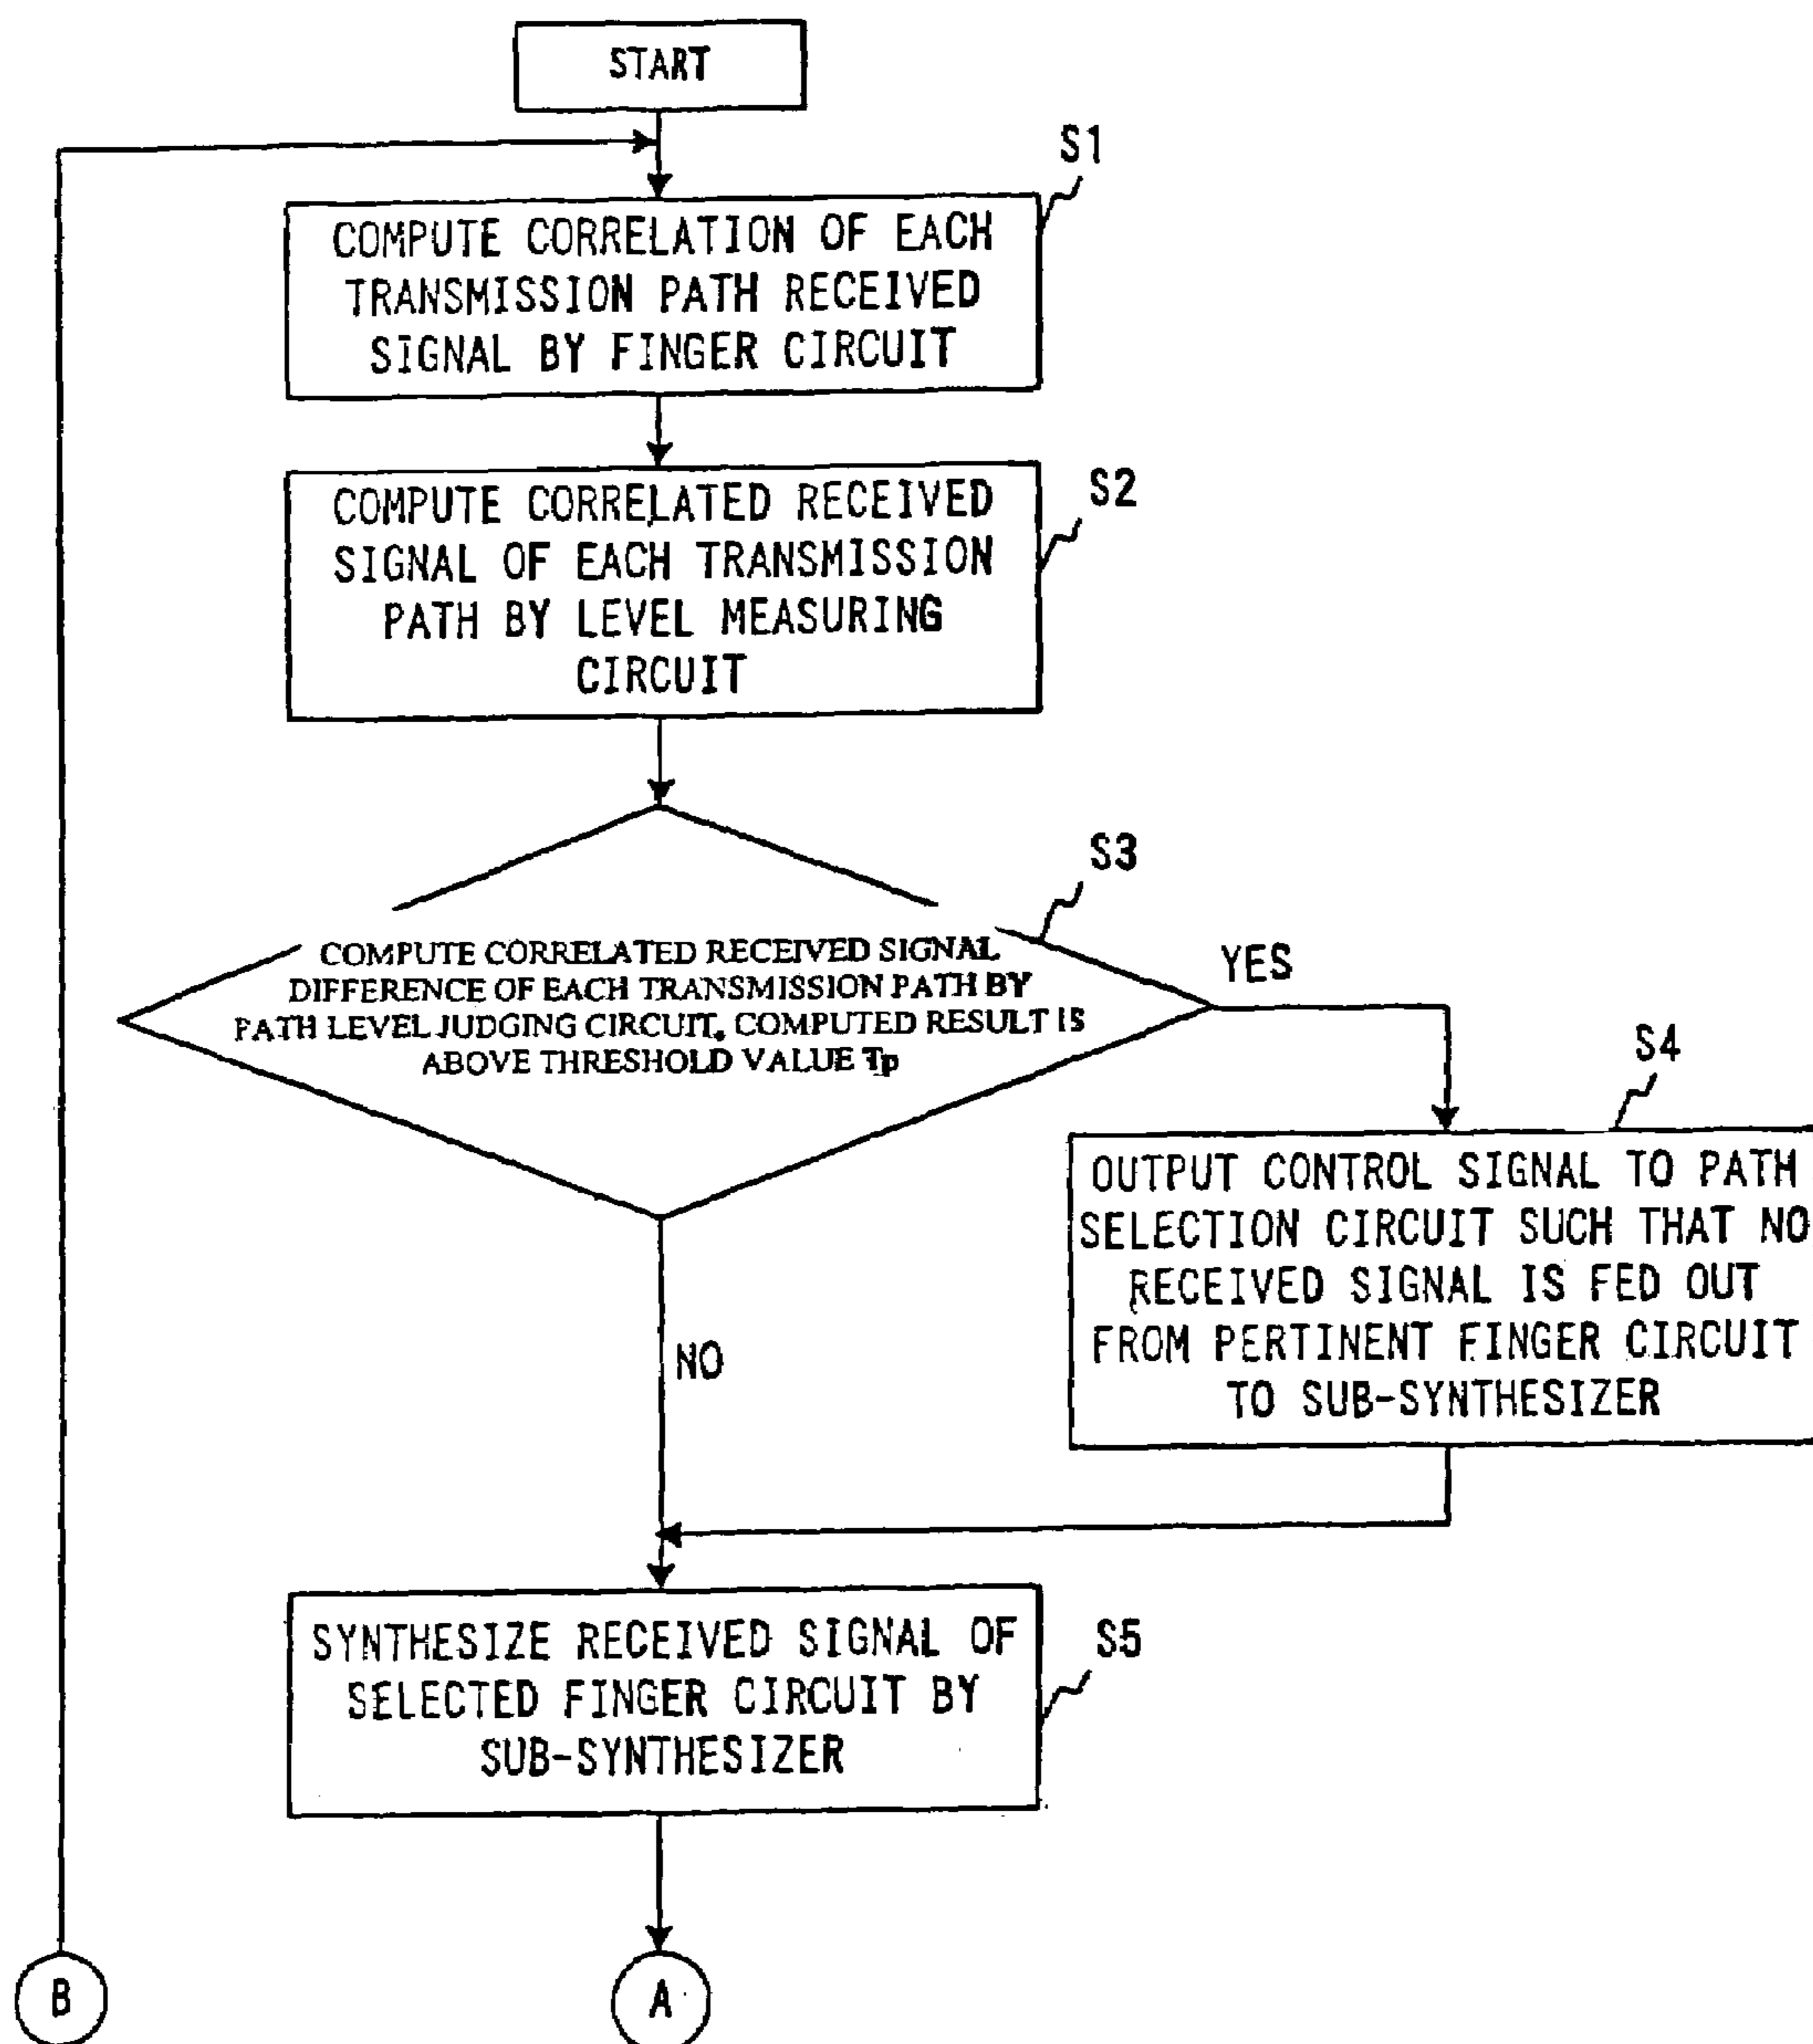 START
S1
COMPUTE CORRELATION OF EACH
TRANSMISSION PATH RECEIVED
SIGNAL BY FINGER CIRCUIT
S2
COMPUTE CORRELATED RECEIVED
SIGNAL OF EACH TRANSMISSION
PATH BY LEVEL MEASURING
CIRCUIT
S3
COMPUTE CORRELATED RECEIVED SIGNAL
DIFFERENCE OF EACH TRANSMISSION PATH BY
PATH LEVEL JUDGING CIRCUIT, COMPUTED RESULT IS
ABOVE THRESHOLD VALUE Tp
YES
S4
OUTPUT CONTROL SIGNAL TO PATH
SELECTION CIRCUIT SUCH THAT NO
RECEIVED SIGNAL IS FED OUT
FROM PERTINENT FINGER CIRCUIT
TO SUB-SYNTHESIZER
NO
S5
SYNTHESIZE RECEIVED SIGNAL OF
SELECTED FINGER CIRCUIT BY
SUB-SYNTHESIZER
B
A